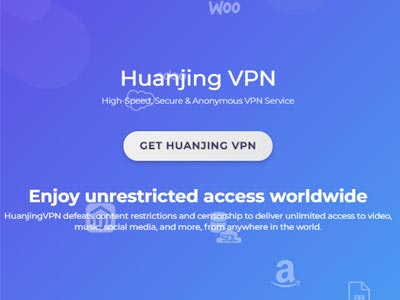 Woo
Huanjing VPN
High-Speed, Secure & Anonymous VPN Service
GET HUANJING VPN
Enjoy unrestricted access worldwide
HuanjingVPN defeats content restrictions and censorship to deliver unlimited access to video,
music, social media, and more, from anywhere in the world.
SQL
a